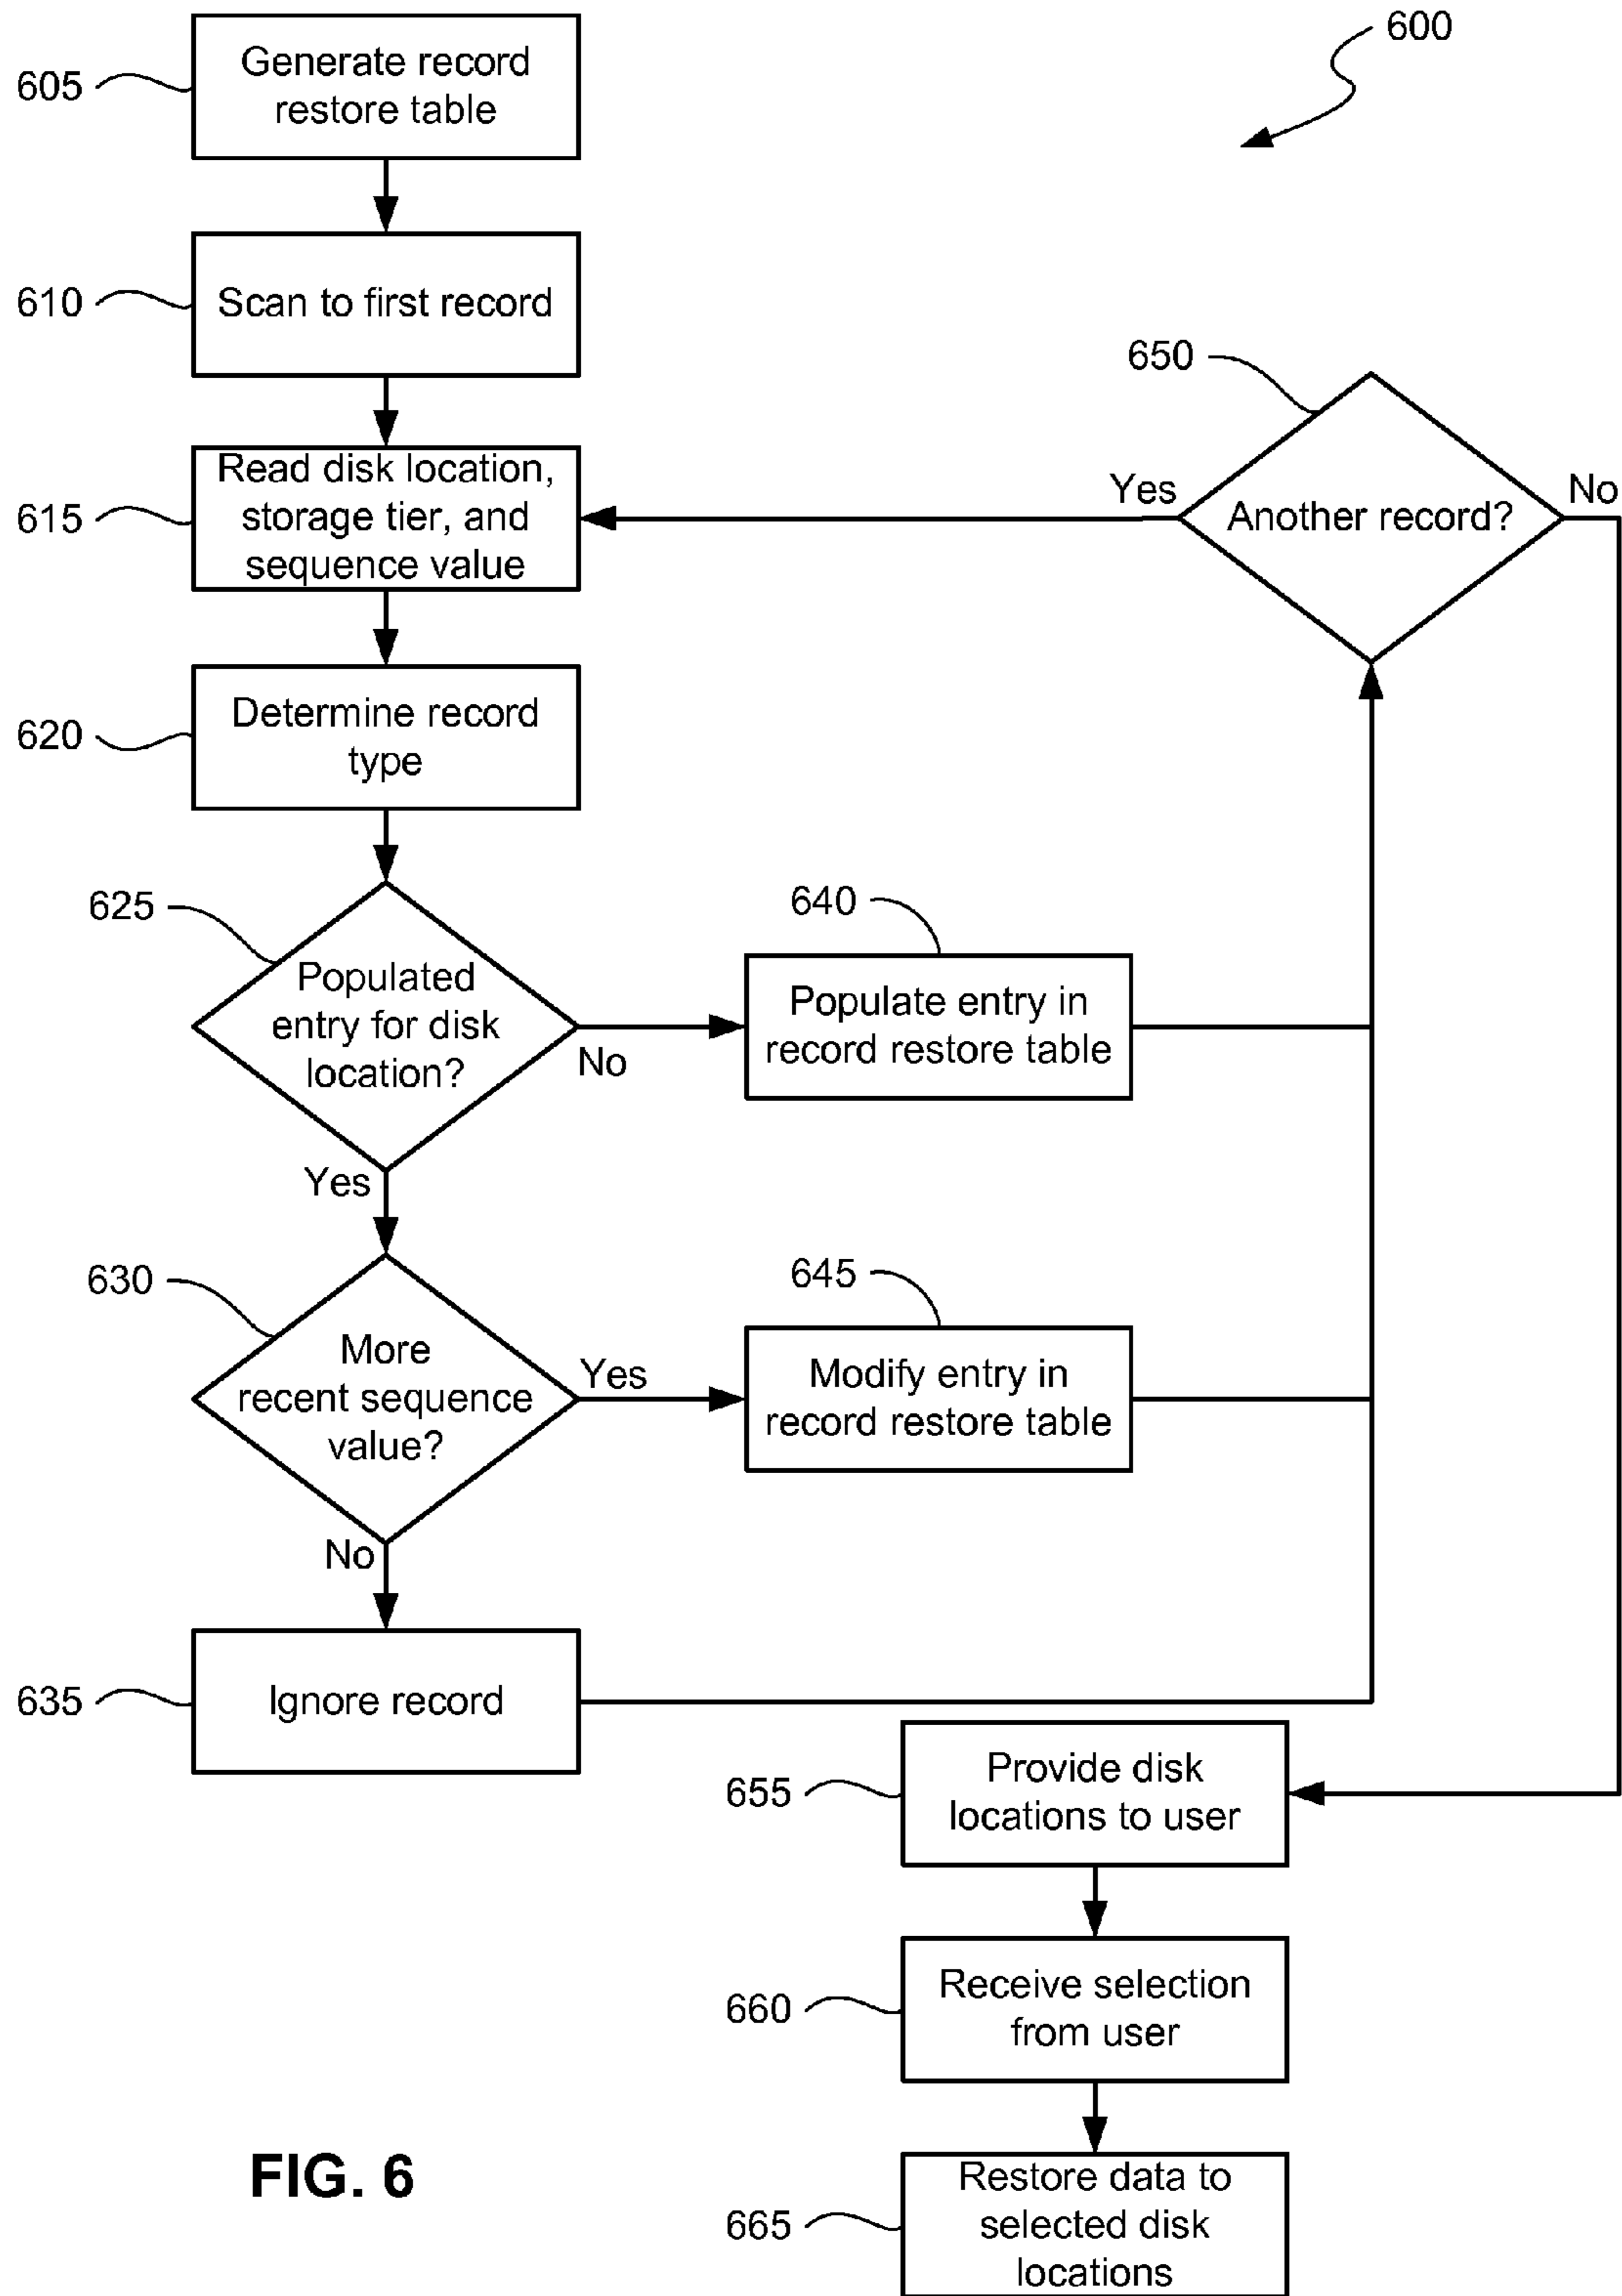 600
605
Generate record
restore table
610
Scan to first record
650
Another record?
Yes
No
615
Read disk location,
storage tier, and
sequence value
620
Determine record
type
625
Populated
entry for disk
location?
No
Yes
640
Populate entry in
record restore table
630
More
recent sequence
value?
Yes
No
645
Modify entry in
record restore table
635
Ignore record
655
Provide disk
locations to user
660
Receive selection
from user
665
Restore data to
selected disk
locations
FIG. 6